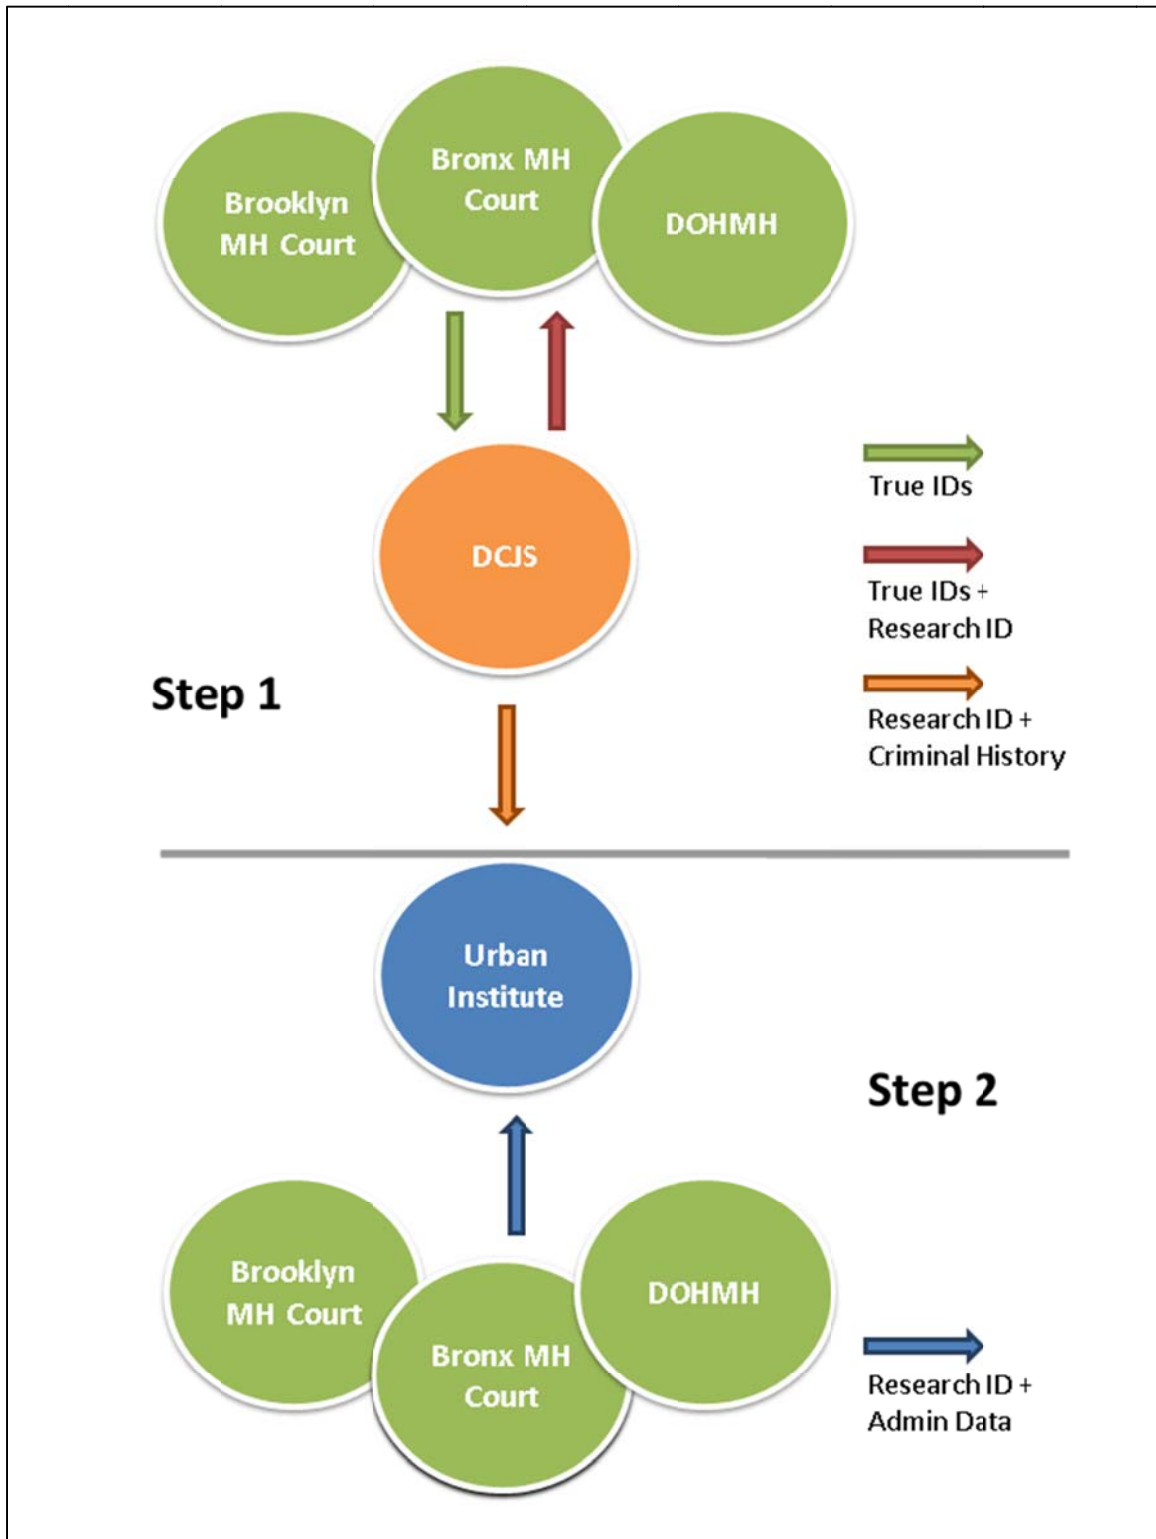 Bronx MH
Court
Brooklyn
MH Court
DOHMH
DCJS
True IDs
True IDs +
Research ID
Step 1
Research ID +
Criminal History
Urban
Institute
Step 2
Brooklyn
MH Court
DOHMH
Bronx MH
Court
Research ID +
Admin Data